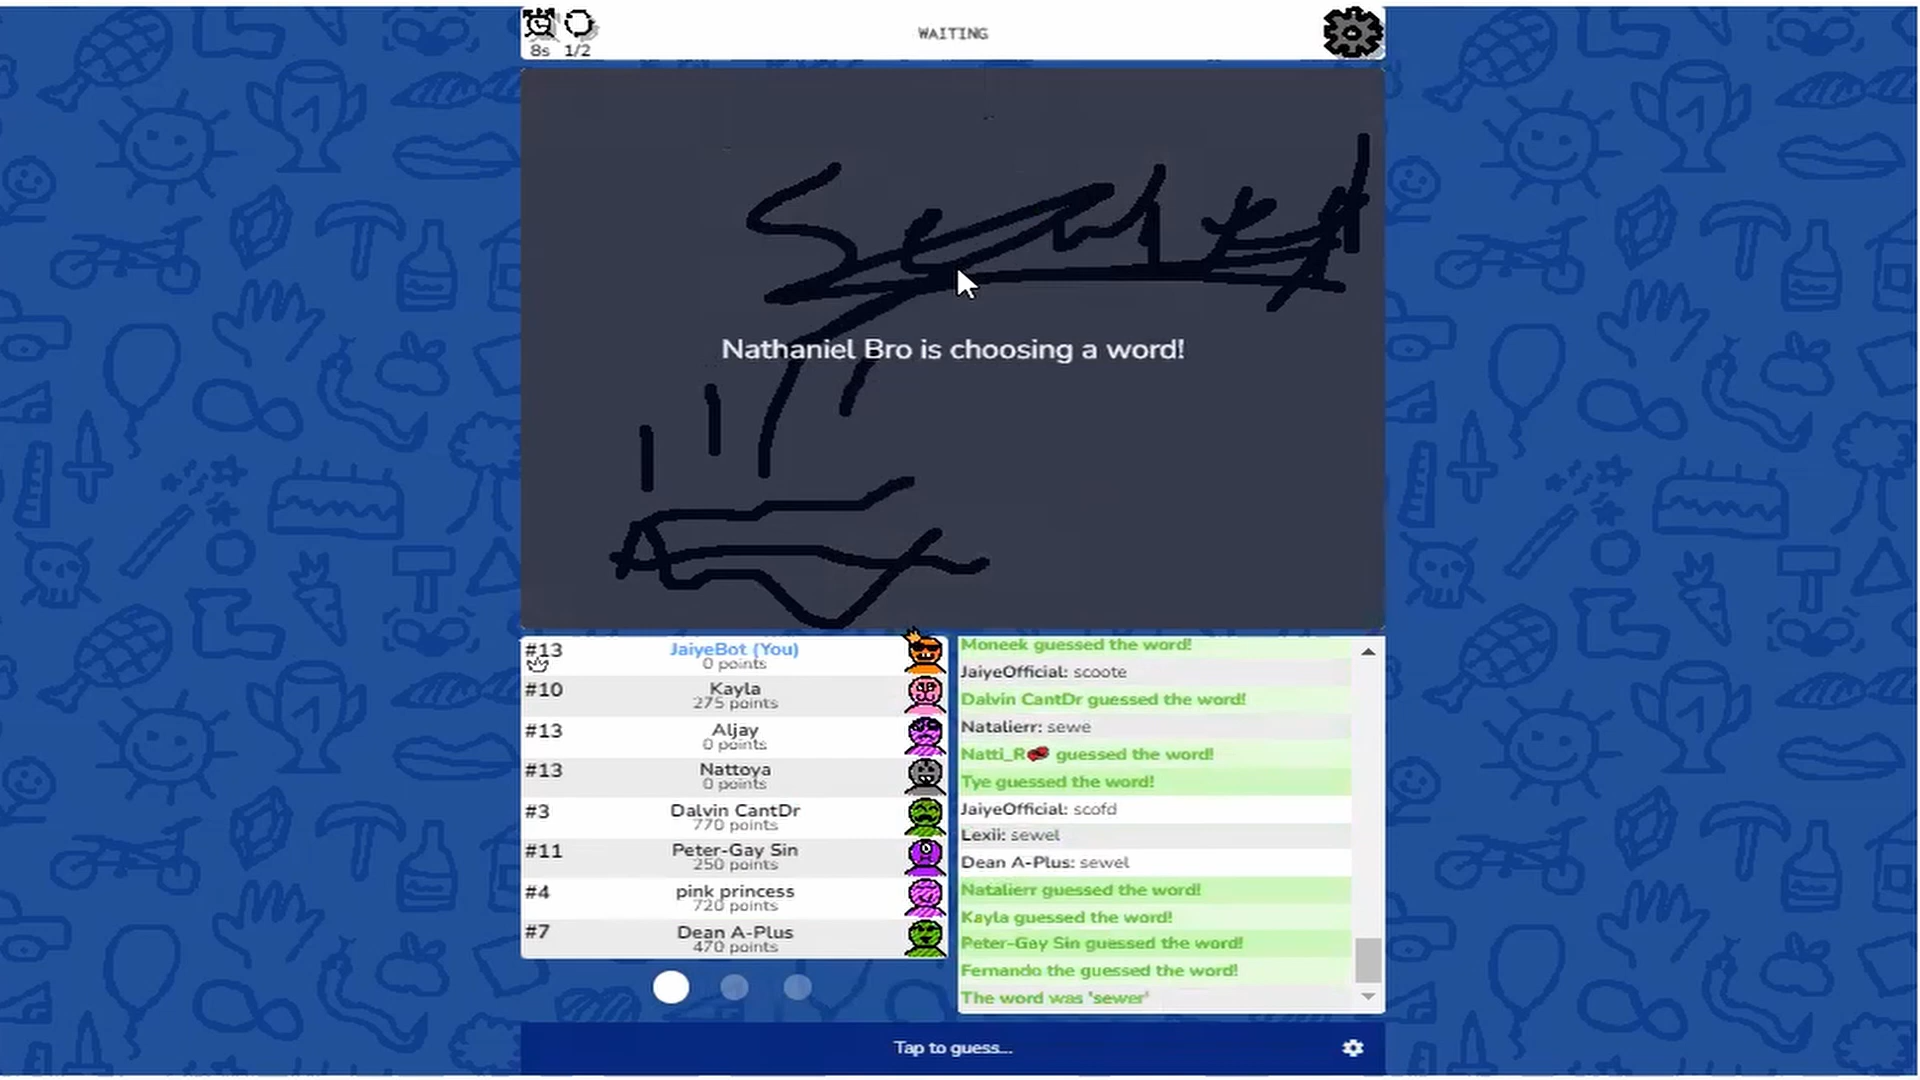 WAITING
8s 1/2
Nathaniel Bro is choosing a word!
#13 JaiyeBot (You)
0 points
#10 Kayla
275 points
#13 Aljay
0 points
#13 Nattoya
0 points
#3 Dalvin CantDr
770 points
#11 Peter-Gay Sin
250 points
#4 pink princess
720 points
#7 Dean A-Plus
470 points
Moneek guessed the word!
JaiyeOfficial: scoote
Dalvin CantDr guessed the word!
Natalierr: sewe
Natti_R💋 guessed the word!
Tye guessed the word!
JaiyeOfficial: scofd
Lexii: sewel
Dean A-Plus: sewel
Natalierr guessed the word!
Kayla guessed the word!
Peter-Gay Sin guessed the word!
Fernando the guessed the word!
The word was 'sewer'
Tap to guess...